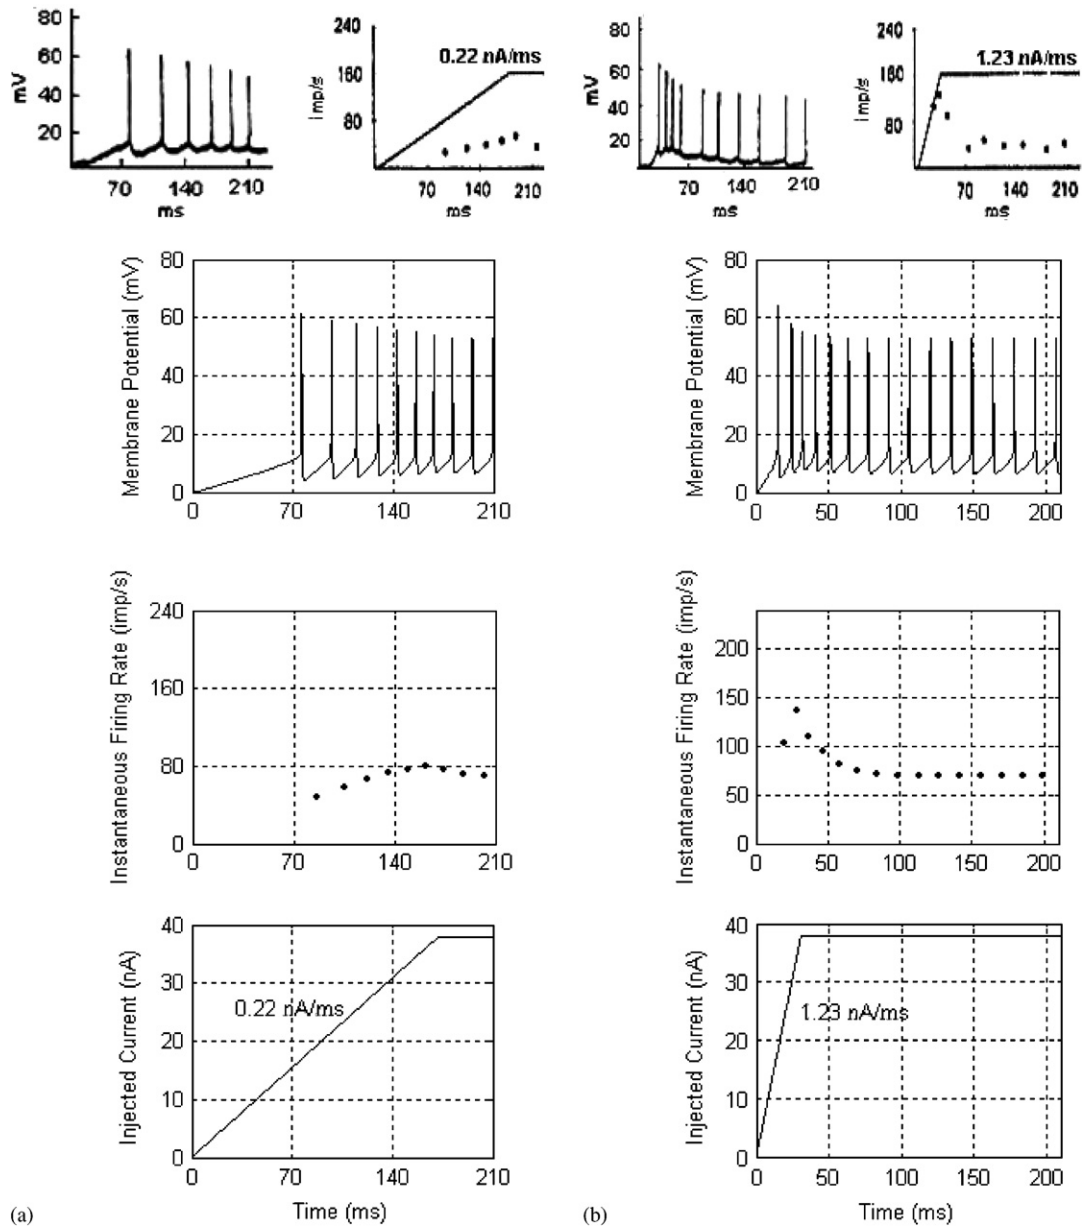 80
60
40
20
mV
70 140 210
ms
240
160
80
imp/s
0.22 nA/ms
70 140 210
ms
80
60
40
20
mV
70 140 210
ms
240
160
80
imp/s
1.23 nA/ms
70 140 210
ms
Membrane Potential (mV)
80
60
40
20
0
0 70 140 210
Membrane Potential (mV)
80
60
40
20
0
0 50 100 150 200
Instantaneous Firing Rate (imp/s)
240
160
80
0
0 70 140 210
Instantaneous Firing Rate (imp/s)
200
150
100
50
0
0 50 100 150 200
Injected Current (nA)
40
30
20
10
0
0.22 nA/ms
0 70 140 210
Time (ms)
(a)
Injected Current (nA)
40
30
20
10
0
1.23 nA/ms
0 50 100 150 200
Time (ms)
(b)